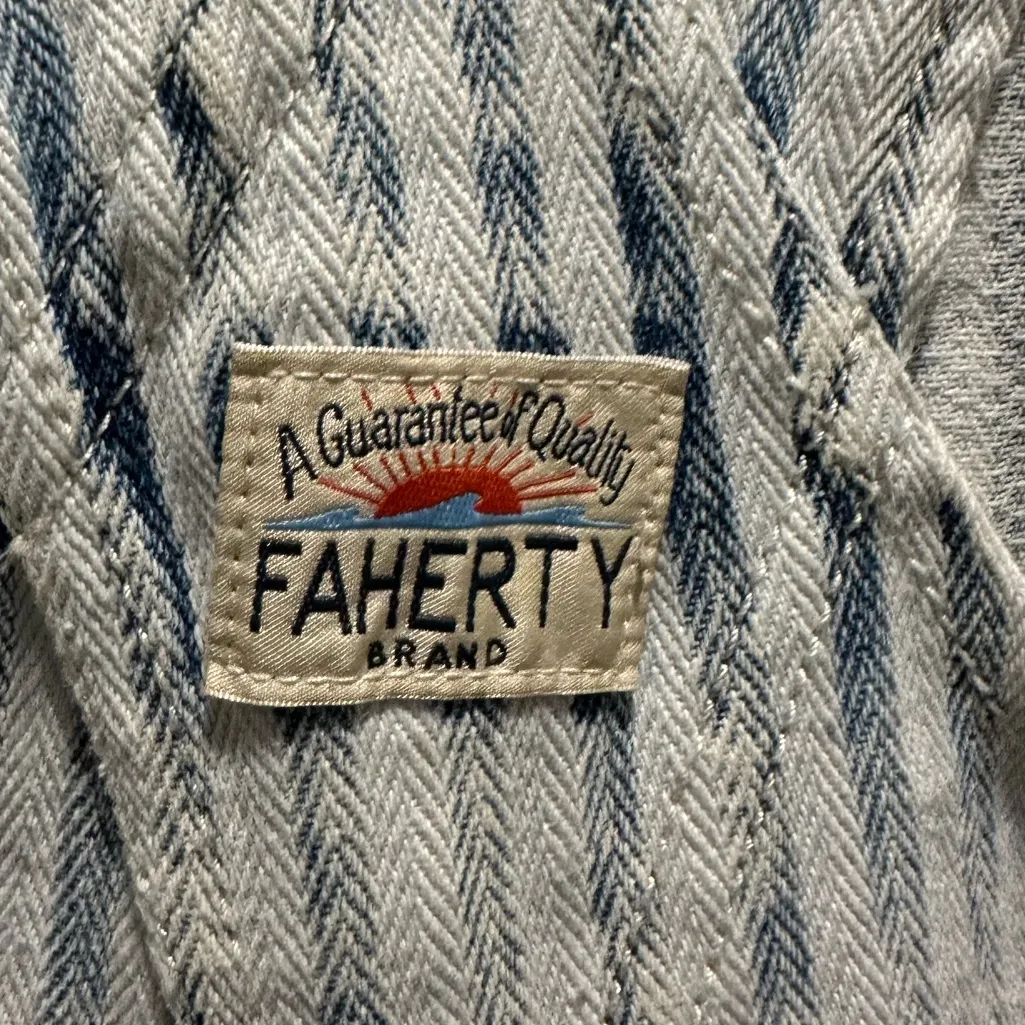 A Guarantee of Quality
FAHERTY
BRAND